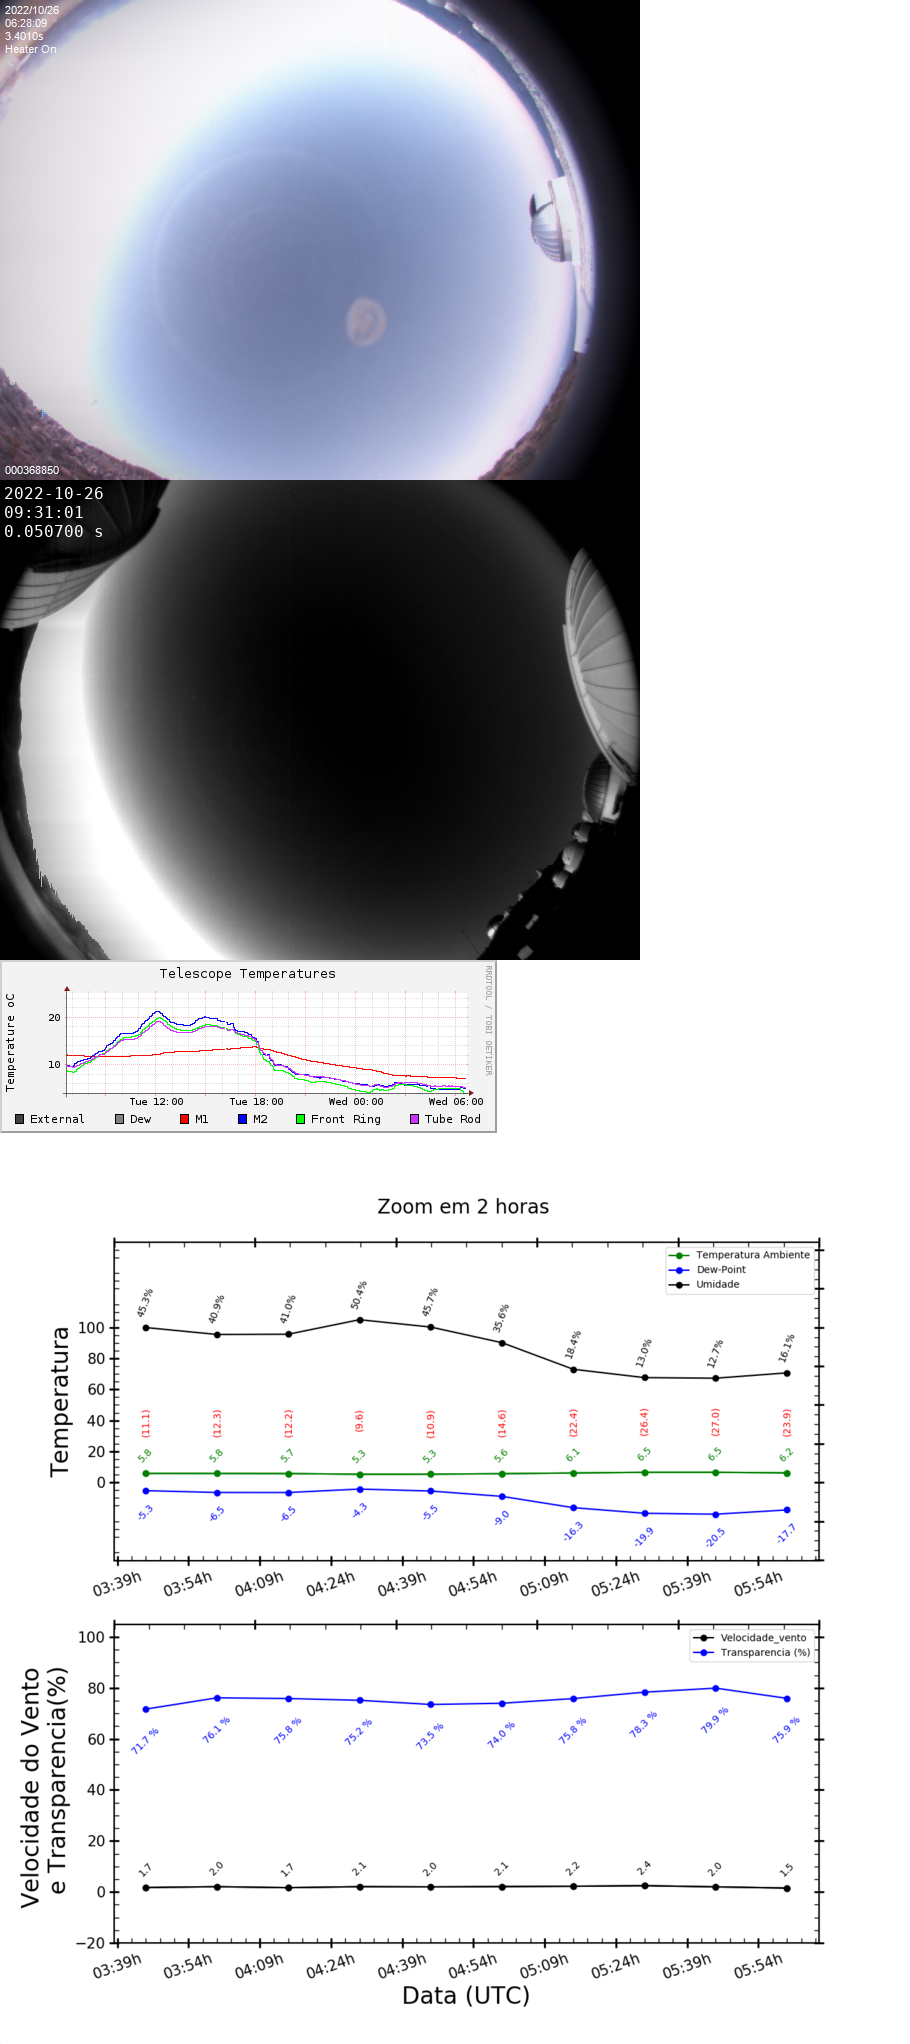 2022/10/26
06:28:09
3.4010s
Heater On
000368850
2022-10-26
09:31:01
0.050700 s
Telescope Temperatures
RRDTOOL / TOBI OETIKER
Temperature oC
20
10
Tue 12:00 Tue 18:00 Wed 00:00 Wed 06:00
External Dew M1 M2 Front Ring Tube Rod
Zoom em 2 horas
Temperatura Ambiente
Dew-Point
Umidade
Temperatura
100
80
60
40
20
0
45.3% 40.9% 41.0% 50.4% 45.7% 35.6% 18.4% 13.0% 12.7% 16.1%
(11.1) (12.3) (12.2) (9.6) (10.9) (14.6) (22.4) (26.4) (27.0) (23.9)
5.8 5.8 5.7 5.3 5.3 5.6 6.1 6.5 6.5 6.2
-5.3 -6.5 -6.5 -4.3 -5.5 -9.0 -16.3 -19.9 -20.5 -17.7
03:39h 03:54h 04:09h 04:24h 04:39h 04:54h 05:09h 05:24h 05:39h 05:54h
Velocidade_vento
Transparencia (%)
Velocidade do Vento
e Transparencia(%)
100
80
60
40
20
0
−20
71.7 % 76.1 % 75.8 % 75.2 % 73.5 % 74.0 % 75.8 % 78.3 % 79.9 % 75.9 %
1.7 2.0 1.7 2.1 2.0 2.1 2.2 2.4 2.0 1.5
03:39h 03:54h 04:09h 04:24h 04:39h 04:54h 05:09h 05:24h 05:39h 05:54h
Data (UTC)